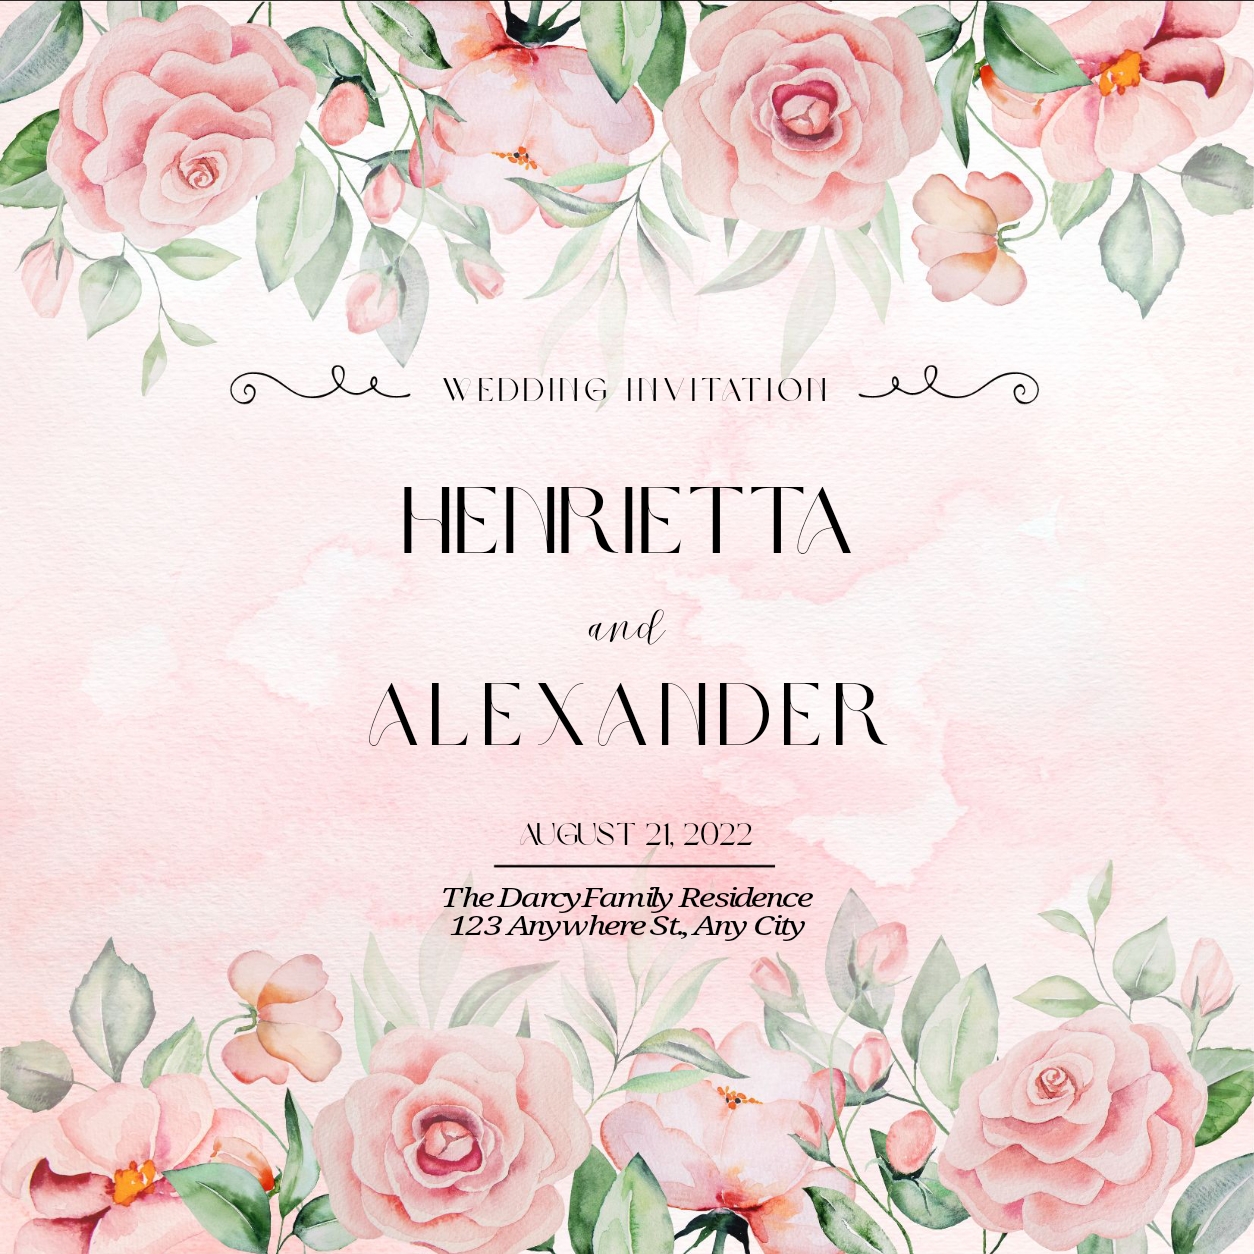 WEDDING INVITATION
HENRIETTA
and
ALEXANDER
AUGUST 21, 2022
The Darcy Family Residence
123 Anywhere St., Any City